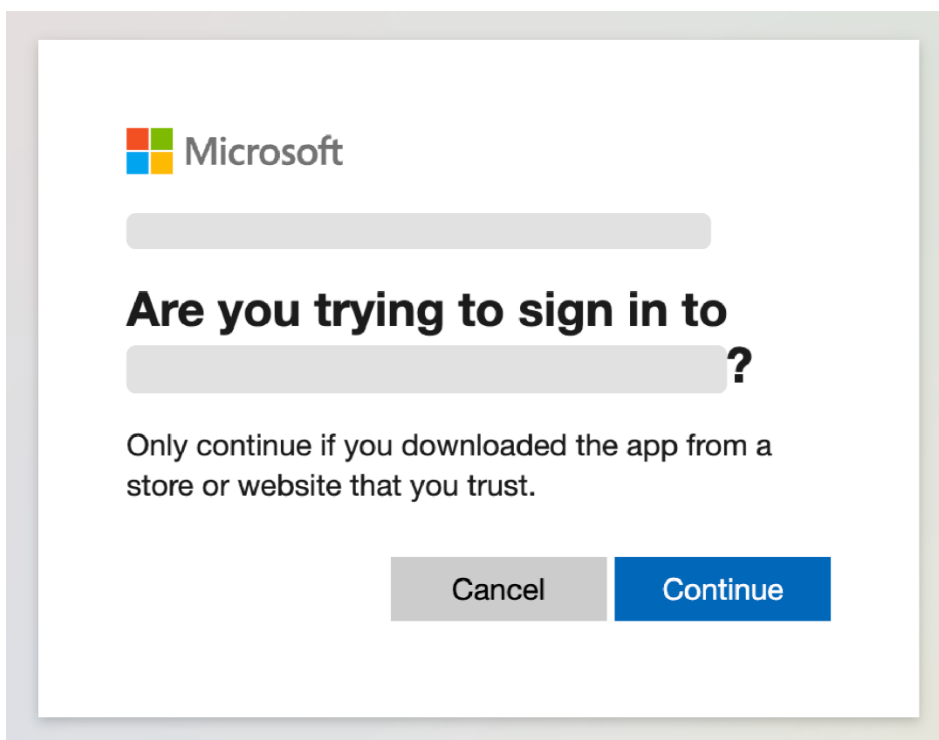 Microsoft
Are you trying to sign in to
?
Only continue if you downloaded the app from a
store or website that you trust.
Cancel
Continue